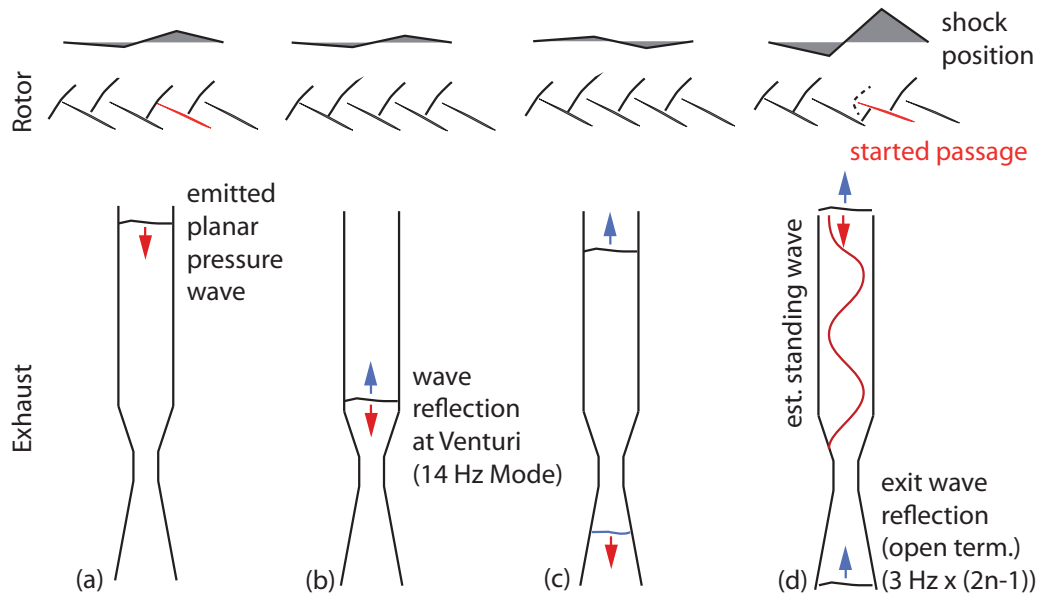 shock
position
Rotor
started passage
emitted
planar
pressure
wave
est. standing wave
Exhaust
wave
reflection
at Venturi
(14 Hz Mode)
exit wave
reflection
(open term.)
(3 Hz x (2n-1))
(a)
(b)
(c)
(d)